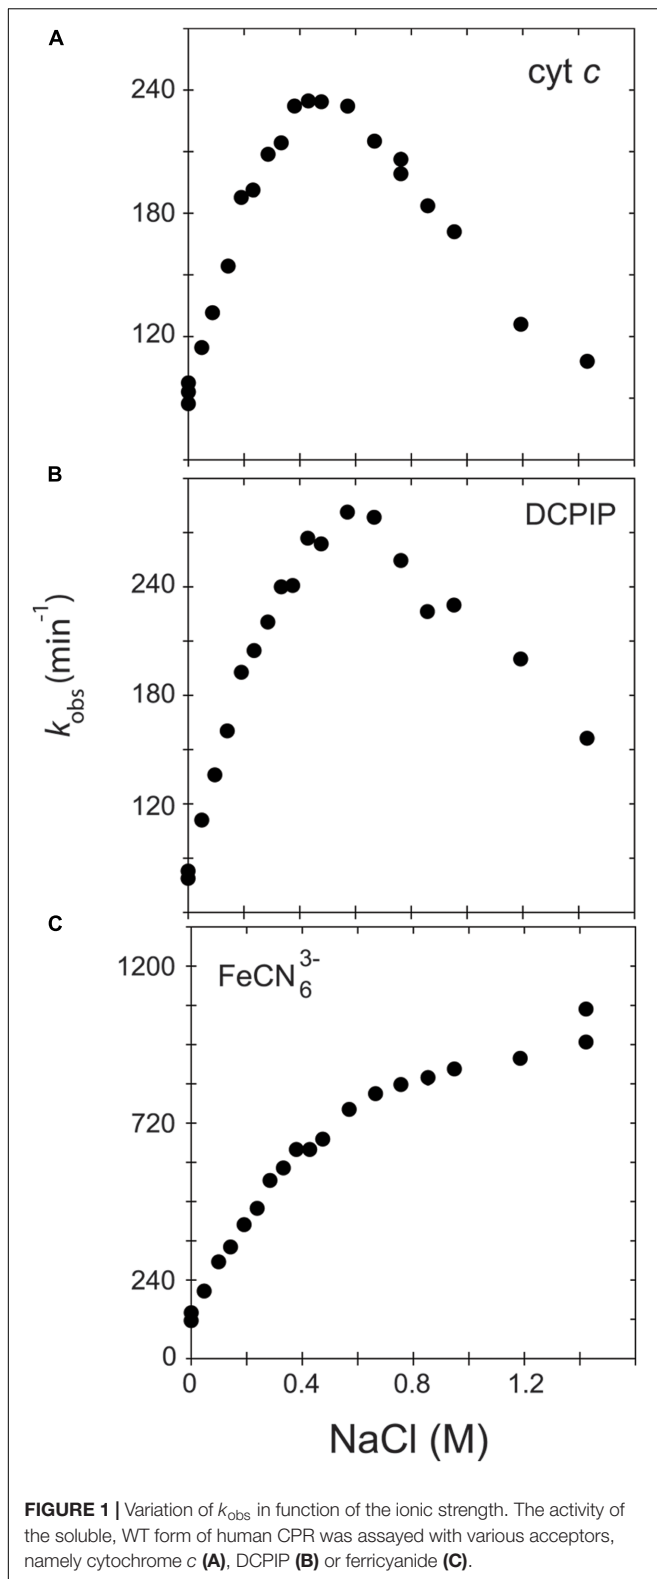 A
cyt c
240
180
120
B
DCPIP
240
180
120
kobs (min-1)
C
FeCN63-
1200
720
240
0
0 0.4 0.8 1.2
NaCl (M)
FIGURE 1 | Variation of kobs in function of the ionic strength. The activity of
the soluble, WT form of human CPR was assayed with various acceptors,
namely cytochrome c (A), DCPIP (B) or ferricyanide (C).